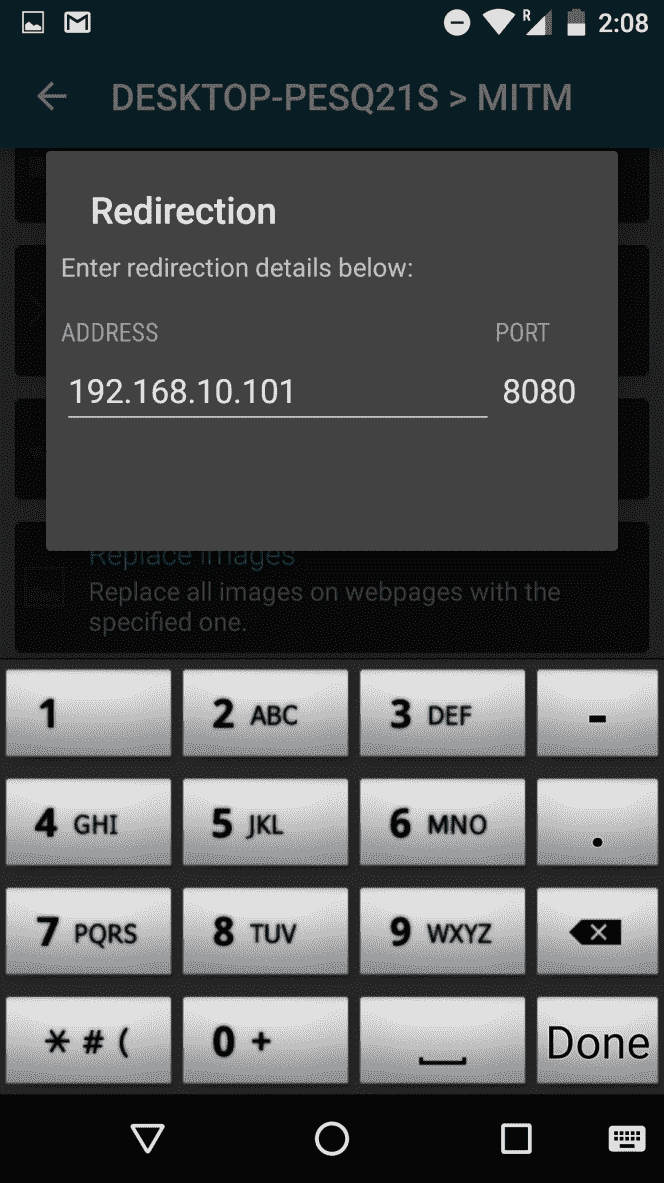 R 2:08
DESKTOP-PESQ21S > MITM
Redirection
Enter redirection details below:
ADDRESS PORT
192.168.10.101 8080
Replace images
Replace all images on webpages with the
specified one.
1 2 ABC 3 DEF -
4 GHI 5 JKL 6 MNO .
7 PQRS 8 TUV 9 WXYZ
* # ( 0 + Done